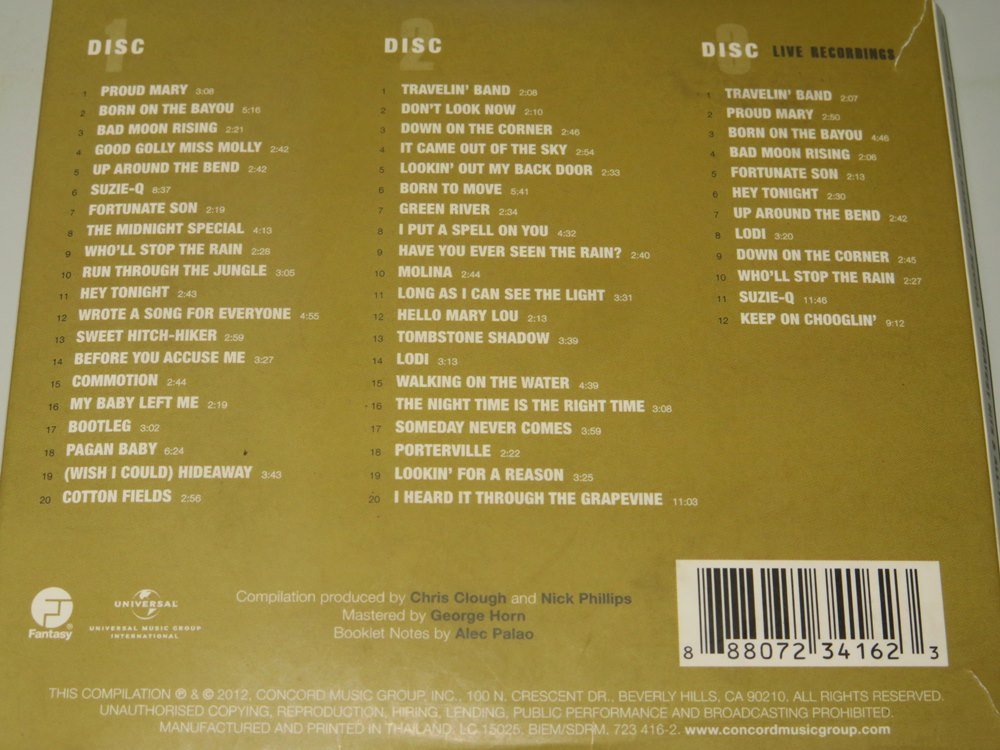 DISC 1
1 PROUD MARY 3:08
2 BORN ON THE BAYOU 5:16
3 BAD MOON RISING 2:21
4 GOOD GOLLY MISS MOLLY 2:42
5 UP AROUND THE BEND 2:42
6 SUZIE-Q 8:37
7 FORTUNATE SON 2:19
8 THE MIDNIGHT SPECIAL 4:13
9 WHO'LL STOP THE RAIN 2:28
10 RUN THROUGH THE JUNGLE 3:05
11 HEY TONIGHT 2:43
12 WROTE A SONG FOR EVERYONE 4:55
13 SWEET HITCH-HIKER 2:59
14 BEFORE YOU ACCUSE ME 3:27
15 COMMOTION 2:44
16 MY BABY LEFT ME 2:19
17 BOOTLEG 3:02
18 PAGAN BABY 6:24
19 (WISH I COULD) HIDEAWAY 3:43
20 COTTON FIELDS 2:56
DISC 2
1 TRAVELIN' BAND 2:08
2 DON'T LOOK NOW 2:10
3 DOWN ON THE CORNER 2:46
4 IT CAME OUT OF THE SKY 2:54
5 LOOKIN' OUT MY BACK DOOR 2:33
6 BORN TO MOVE 5:41
7 GREEN RIVER 2:34
8 I PUT A SPELL ON YOU 4:32
9 HAVE YOU EVER SEEN THE RAIN? 2:40
10 MOLINA 2:44
11 LONG AS I CAN SEE THE LIGHT 3:31
12 HELLO MARY LOU 2:13
13 TOMBSTONE SHADOW 3:39
14 LODI 3:13
15 WALKING ON THE WATER 4:39
16 THE NIGHT TIME IS THE RIGHT TIME 3:08
17 SOMEDAY NEVER COMES 3:59
18 PORTERVILLE 2:22
19 LOOKIN' FOR A REASON 3:25
20 I HEARD IT THROUGH THE GRAPEVINE 11:03
DISC 3 LIVE RECORDINGS
1 TRAVELIN' BAND 2:07
2 PROUD MARY 2:50
3 BORN ON THE BAYOU 4:46
4 BAD MOON RISING 2:06
5 FORTUNATE SON 2:13
6 HEY TONIGHT 2:30
7 UP AROUND THE BEND 2:42
8 LODI 3:20
9 DOWN ON THE CORNER 2:45
10 WHO'LL STOP THE RAIN 2:27
11 SUZIE-Q 11:46
12 KEEP ON CHOOGLIN' 9:12
Fantasy
UNIVERSAL
UNIVERSAL MUSIC GROUP
INTERNATIONAL
Compilation produced by Chris Clough and Nick Phillips
Mastered by George Horn
Booklet Notes by Alec Palao
8 88072 34162 3
THIS COMPILATION ℗ & © 2012, CONCORD MUSIC GROUP, INC., 100 N. CRESCENT DR., BEVERLY HILLS, CA 90210. ALL RIGHTS RESERVED.
UNAUTHORISED COPYING, REPRODUCTION, HIRING, LENDING, PUBLIC PERFORMANCE AND BROADCASTING PROHIBITED.
MANUFACTURED AND PRINTED IN THAILAND. LC 15025. BIEM/SDRM. 723 416-2. www.concordmusicgroup.com